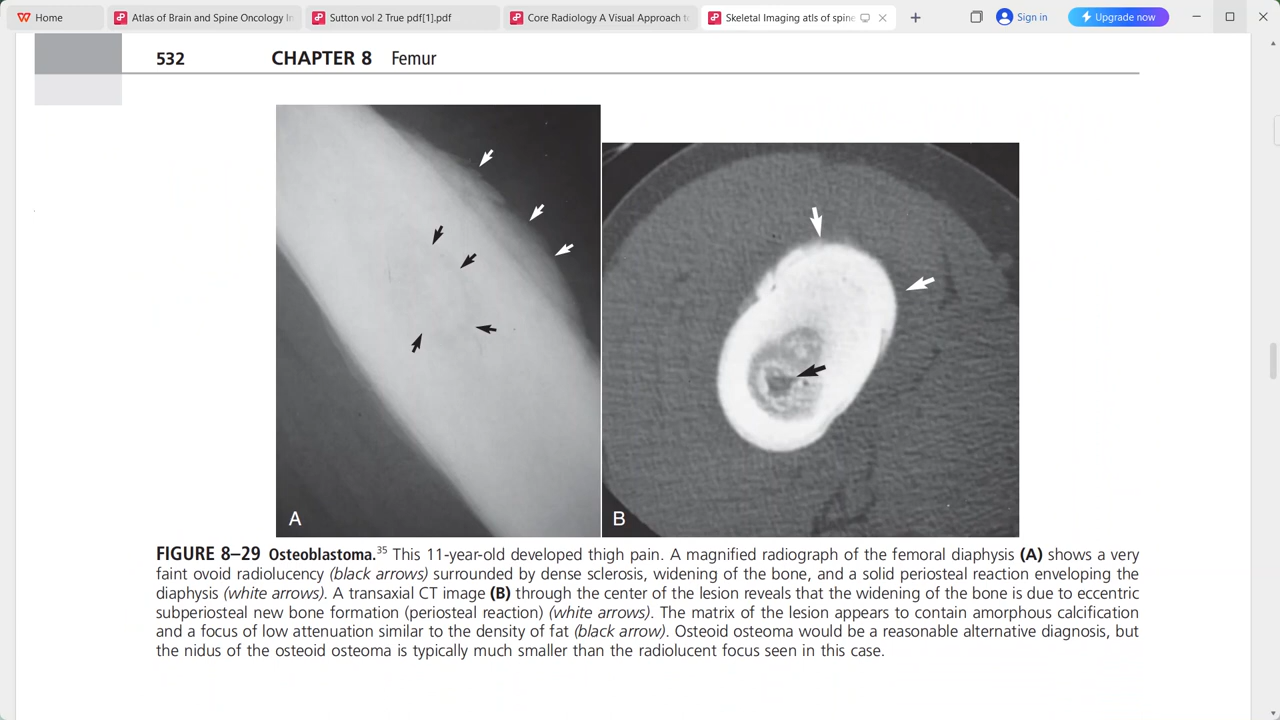 Home
Atlas of Brain and Spine Oncology I
Sutton vol 2 True pdf[1].pdf
Core Radiology A Visual Approach to
Skeletal Imaging atls of spine
Sign in
Upgrade now
532 CHAPTER 8 Femur
A
B
FIGURE 8–29 Osteoblastoma.35 This 11-year-old developed thigh pain. A magnified radiograph of the femoral diaphysis (A) shows a very
faint ovoid radiolucency (black arrows) surrounded by dense sclerosis, widening of the bone, and a solid periosteal reaction enveloping the
diaphysis (white arrows). A transaxial CT image (B) through the center of the lesion reveals that the widening of the bone is due to eccentric
subperiosteal new bone formation (periosteal reaction) (white arrows). The matrix of the lesion appears to contain amorphous calcification
and a focus of low attenuation similar to the density of fat (black arrow). Osteoid osteoma would be a reasonable alternative diagnosis, but
the nidus of the osteoid osteoma is typically much smaller than the radiolucent focus seen in this case.